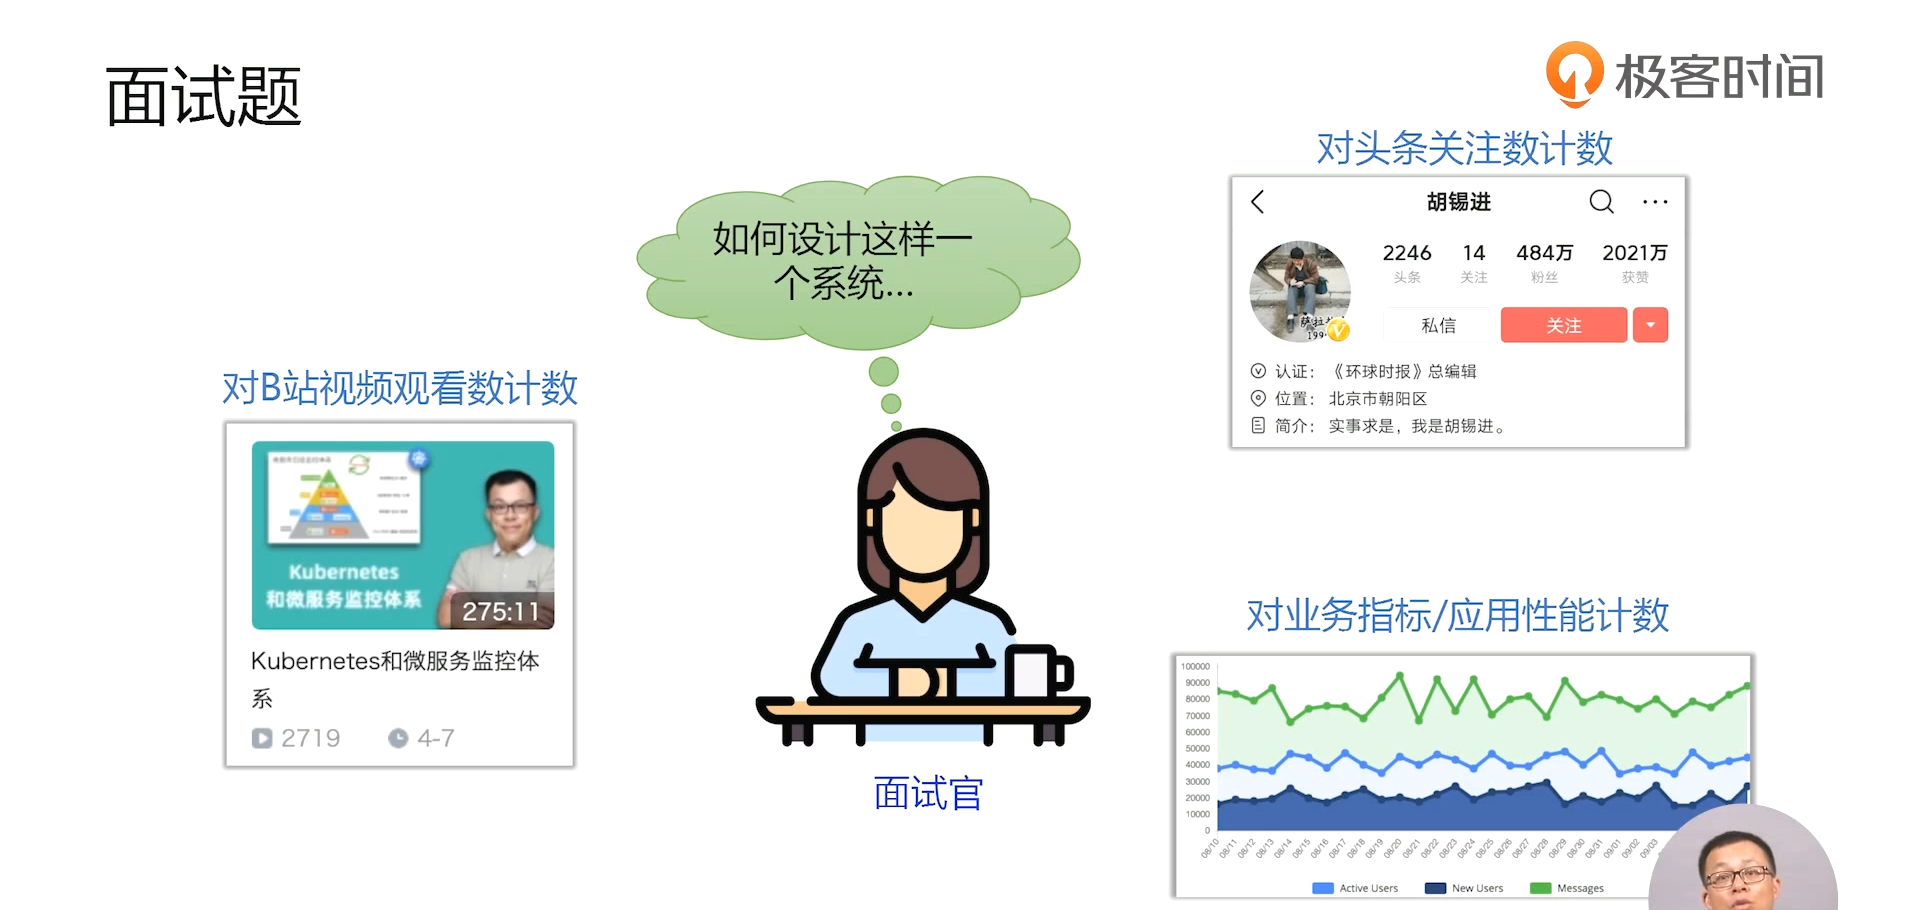 面试题
极客时间
如何设计这样一
个系统...
对B站视频观看数计数
Kubernetes
和微服务监控体系
275:11
Kubernetes和微服务监控体
系
2719 4-7
面试官
对头条关注数计数
胡锡进
2246 14 484万 2021万
头条 关注 粉丝 获赞
私信 关注
认证：《环球时报》总编辑
位置：北京市朝阳区
简介：实事求是，我是胡锡进。
对业务指标/应用性能计数
100000
90000
80000
70000
60000
50000
40000
30000
20000
10000
0
08/10 08/11 08/12 08/13 08/14 08/15 08/16 08/17 08/18 08/19 08/20 08/21 08/22 08/23 08/24 08/25 08/26 08/27 08/28 08/29 08/30 08/31 09/01 09/02 09/03
Active Users New Users Messages